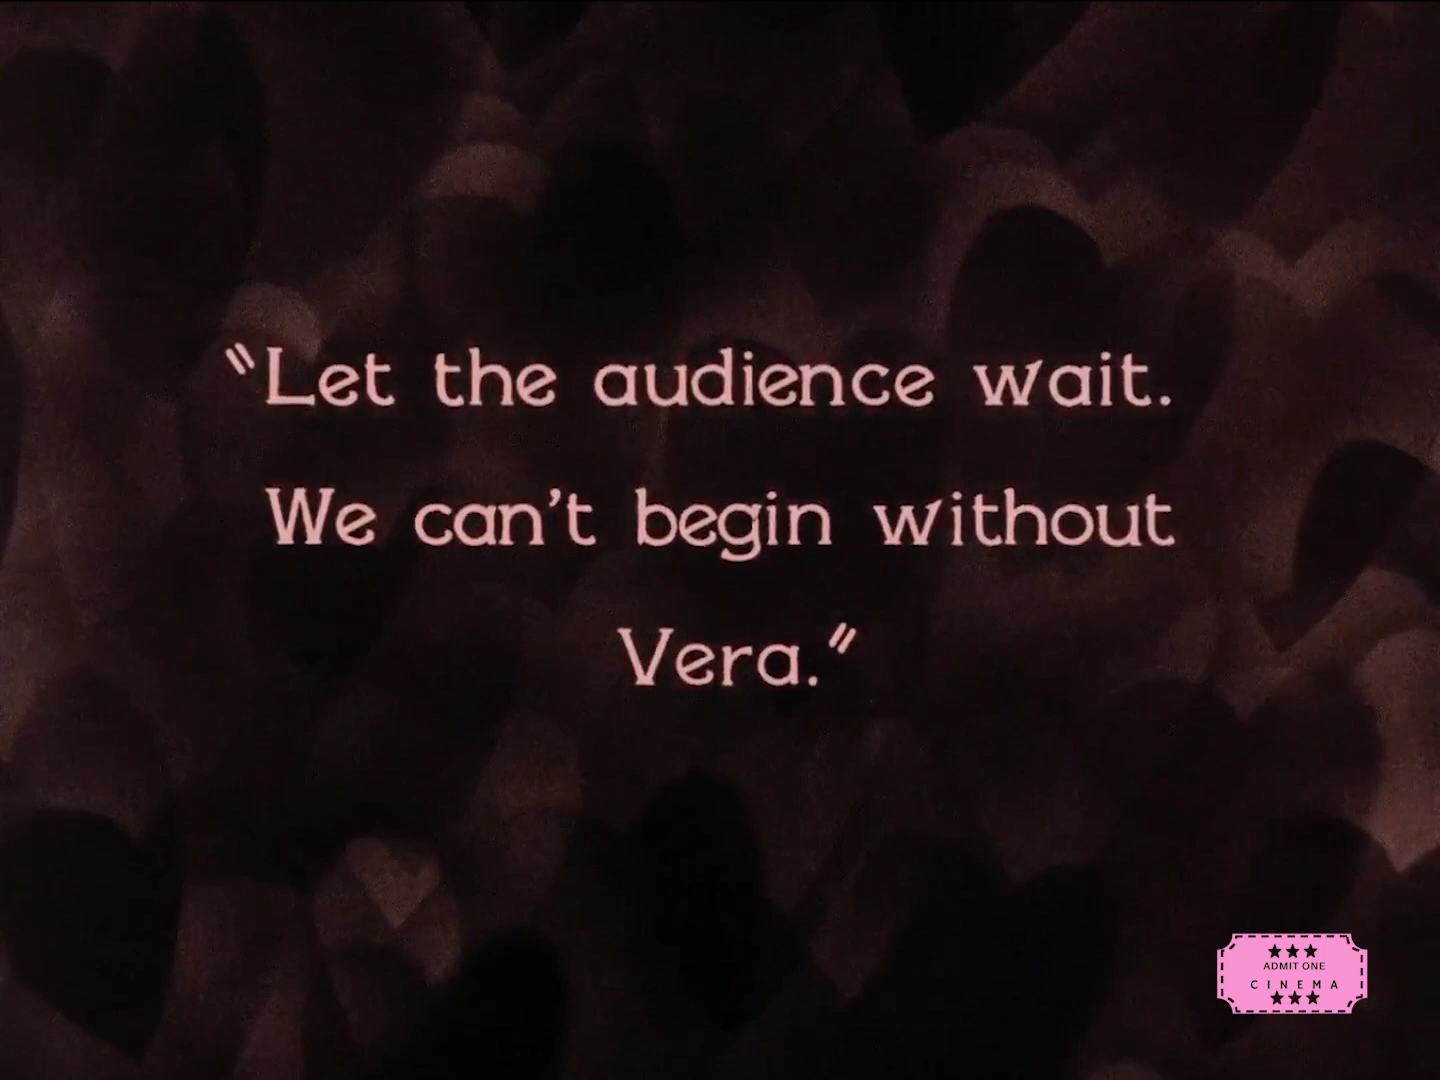 "Let the audience wait.
We can't begin without
Vera."
ADMIT ONE
CINEMA